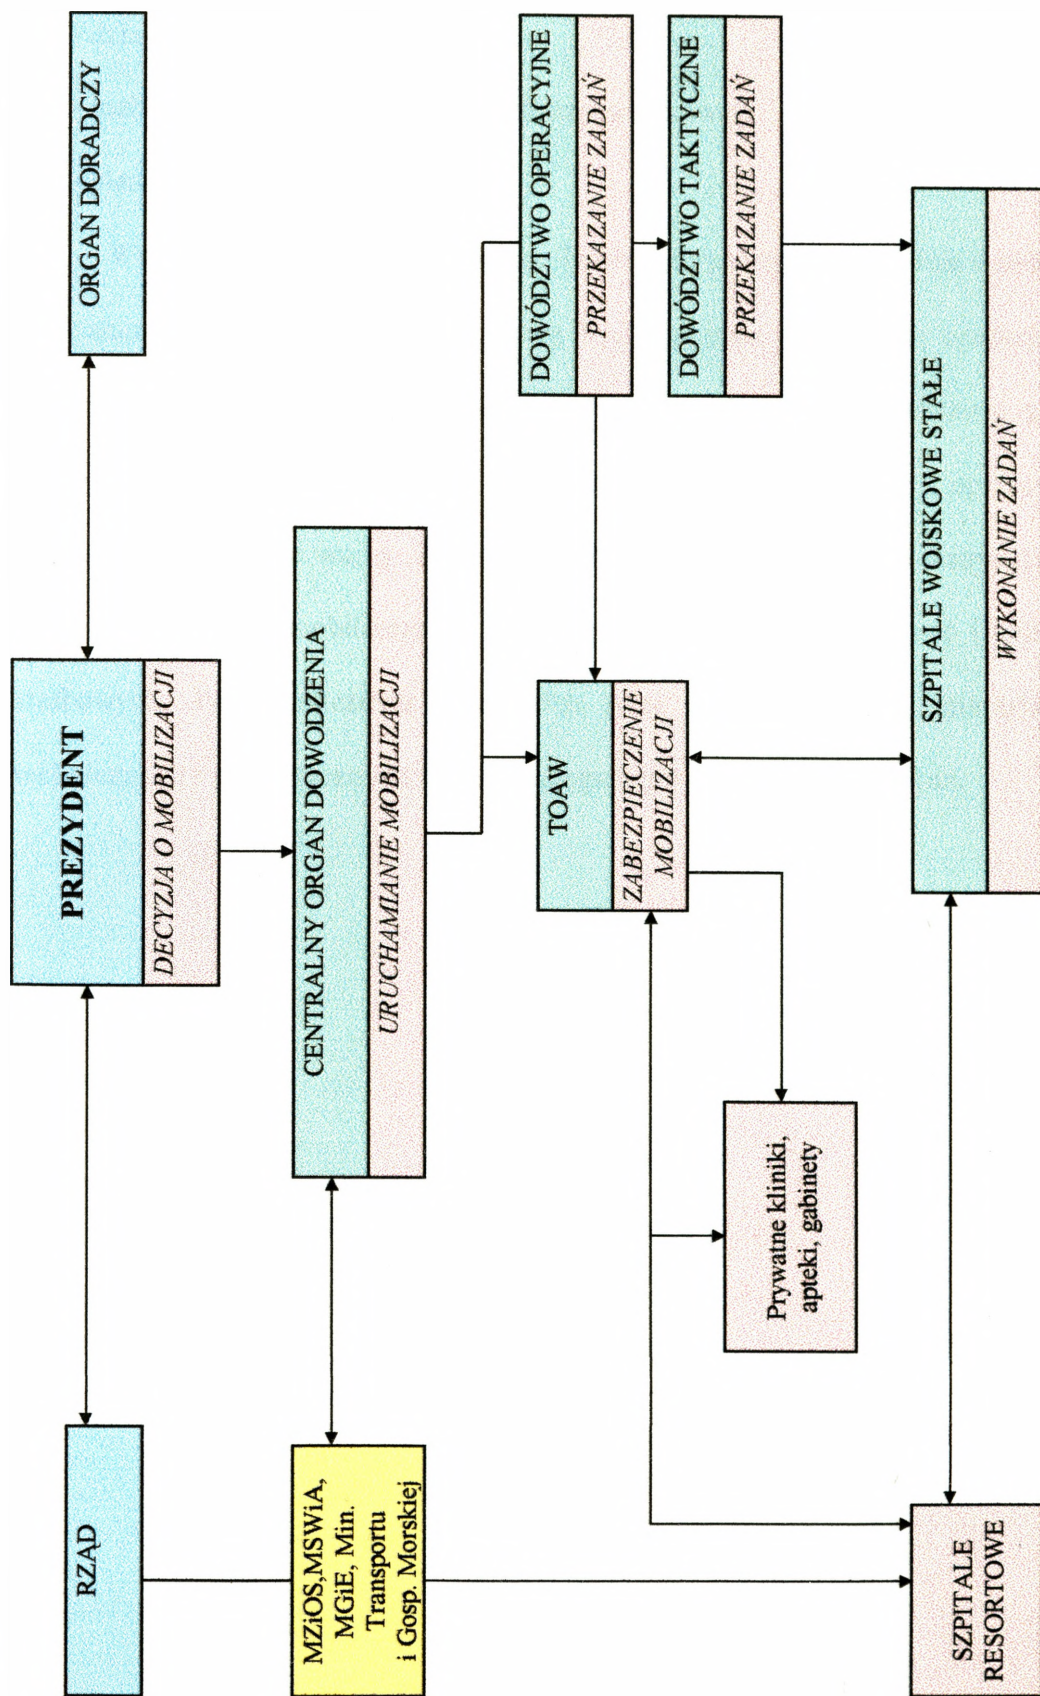 RZĄD
PREZYDENT
DECYZJA O MOBILIZACJI
ORGAN DORADCZY
MZiOS,MSWiA,
MGiE, Min.
Transportu
i Gosp. Morskiej
CENTRALNY ORGAN DOWODZENIA
URUCHAMIANIE MOBILIZACJI
DOWÓDZTWO OPERACYJNE
PRZEKAZANIE ZADAŃ
TOAW
ZABEZPIECZENIE
MOBILIZACJI
DOWÓDZTWO TAKTYCZNE
PRZEKAZANIE ZADAŃ
Prywatne kliniki,
apteki, gabinety
SZPITALE
RESORTOWE
SZPITALE WOJSKOWE STAŁE
WYKONANIE ZADAŃ